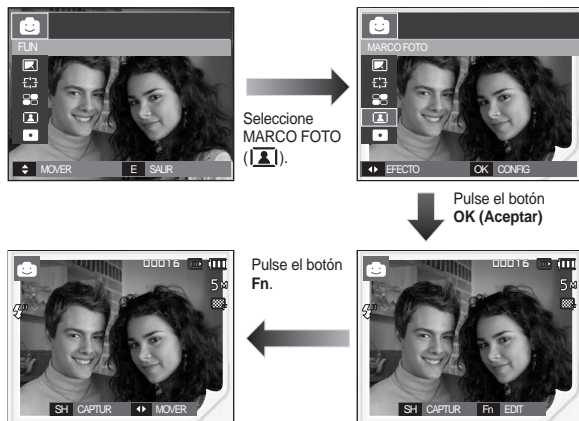 FUN
MOVER
E SALIR
Seleccione
MARCO FOTO
( ).
MARCO FOTO
EFECTO
OK CONFIG
Pulse el botón
OK (Aceptar)
00016
5M
SH CAPTUR
MOVER
Pulse el botón
Fn.
00016
5M
SH CAPTUR
Fn EDIT